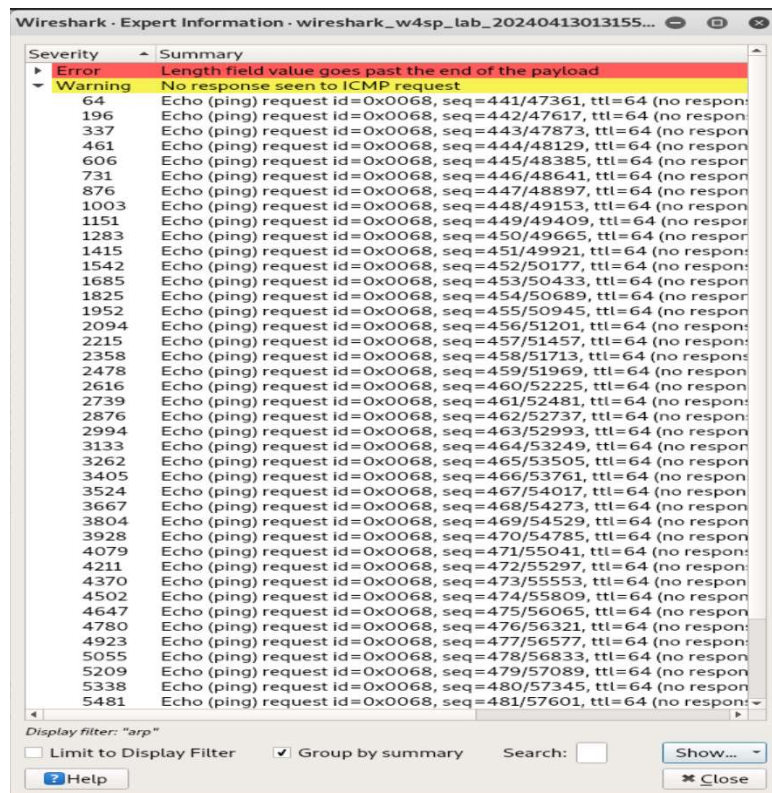 Wireshark · Expert Information · wireshark_w4sp_lab_20240413013155...
Severity Summary
Error Length field value goes past the end of the payload
Warning No response seen to ICMP request
64 Echo (ping) request id=0x0068, seq=441/47361, ttl=64 (no respons
196 Echo (ping) request id=0x0068, seq=442/47617, ttl=64 (no respon
337 Echo (ping) request id=0x0068, seq=443/47873, ttl=64 (no respon
461 Echo (ping) request id=0x0068, seq=444/48129, ttl=64 (no respon
606 Echo (ping) request id=0x0068, seq=445/48385, ttl=64 (no respon
731 Echo (ping) request id=0x0068, seq=446/48641, ttl=64 (no respon
876 Echo (ping) request id=0x0068, seq=447/48897, ttl=64 (no respon
1003 Echo (ping) request id=0x0068, seq=448/49153, ttl=64 (no respon
1151 Echo (ping) request id=0x0068, seq=449/49409, ttl=64 (no respor
1283 Echo (ping) request id=0x0068, seq=450/49665, ttl=64 (no respor
1415 Echo (ping) request id=0x0068, seq=451/49921, ttl=64 (no respons
1542 Echo (ping) request id=0x0068, seq=452/50177, ttl=64 (no respon
1685 Echo (ping) request id=0x0068, seq=453/50433, ttl=64 (no respon
1825 Echo (ping) request id=0x0068, seq=454/50689, ttl=64 (no respor
1952 Echo (ping) request id=0x0068, seq=455/50945, ttl=64 (no respon
2094 Echo (ping) request id=0x0068, seq=456/51201, ttl=64 (no respons
2215 Echo (ping) request id=0x0068, seq=457/51457, ttl=64 (no respon
2358 Echo (ping) request id=0x0068, seq=458/51713, ttl=64 (no respons
2478 Echo (ping) request id=0x0068, seq=459/51969, ttl=64 (no respon
2616 Echo (ping) request id=0x0068, seq=460/52225, ttl=64 (no respon
2739 Echo (ping) request id=0x0068, seq=461/52481, ttl=64 (no respon
2876 Echo (ping) request id=0x0068, seq=462/52737, ttl=64 (no respon
2994 Echo (ping) request id=0x0068, seq=463/52993, ttl=64 (no respon
3133 Echo (ping) request id=0x0068, seq=464/53249, ttl=64 (no respon
3262 Echo (ping) request id=0x0068, seq=465/53505, ttl=64 (no respon
3405 Echo (ping) request id=0x0068, seq=466/53761, ttl=64 (no respon
3524 Echo (ping) request id=0x0068, seq=467/54017, ttl=64 (no respon
3667 Echo (ping) request id=0x0068, seq=468/54273, ttl=64 (no respon
3804 Echo (ping) request id=0x0068, seq=469/54529, ttl=64 (no respon
3928 Echo (ping) request id=0x0068, seq=470/54785, ttl=64 (no respon
4079 Echo (ping) request id=0x0068, seq=471/55041, ttl=64 (no respon
4211 Echo (ping) request id=0x0068, seq=472/55297, ttl=64 (no respon
4370 Echo (ping) request id=0x0068, seq=473/55553, ttl=64 (no respon
4502 Echo (ping) request id=0x0068, seq=474/55809, ttl=64 (no respon
4647 Echo (ping) request id=0x0068, seq=475/56065, ttl=64 (no respon
4780 Echo (ping) request id=0x0068, seq=476/56321, ttl=64 (no respon
4923 Echo (ping) request id=0x0068, seq=477/56577, ttl=64 (no respon
5055 Echo (ping) request id=0x0068, seq=478/56833, ttl=64 (no respon
5209 Echo (ping) request id=0x0068, seq=479/57089, ttl=64 (no respon
5338 Echo (ping) request id=0x0068, seq=480/57345, ttl=64 (no respon
5481 Echo (ping) request id=0x0068, seq=481/57601, ttl=64 (no respon
Display filter: "arp"
Limit to Display Filter Group by summary Search: Show...
Help Close